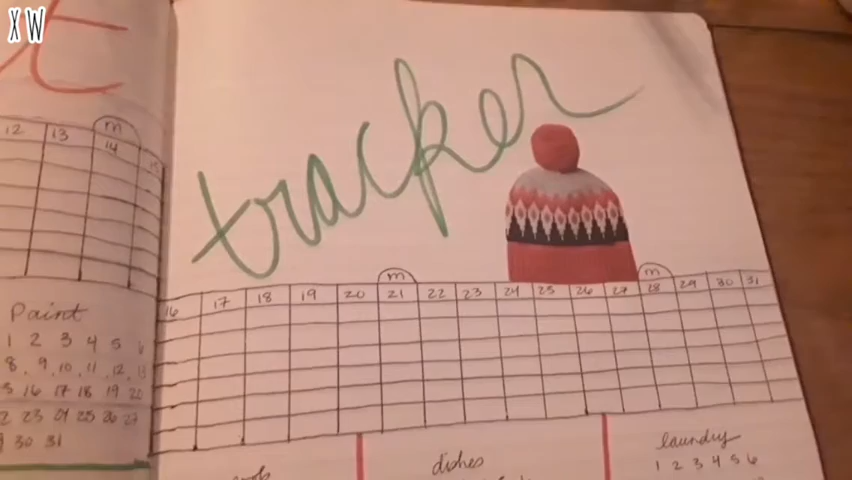 XW
tracker
m
12 13 14 15
m m
16 17 18 19 20 21 22 23 24 25 26 27 28 29 30 31
Paint
1 2 3 4 5 6
8 9 10 11 12 13
16 17 18 19 20
23 24 25 26 27
30 31
dishes
laundry
1 2 3 4 5 6